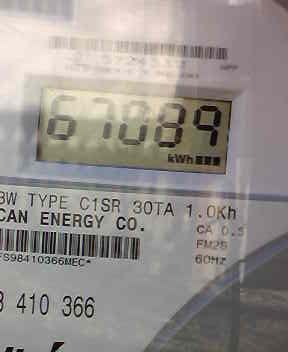 67089
kWh
3W TYPE C1SR 30TA 1.0Kh
CAN ENERGY CO.
CA 0.5
FM2S
60HZ
FS98410366MEC*
410 366